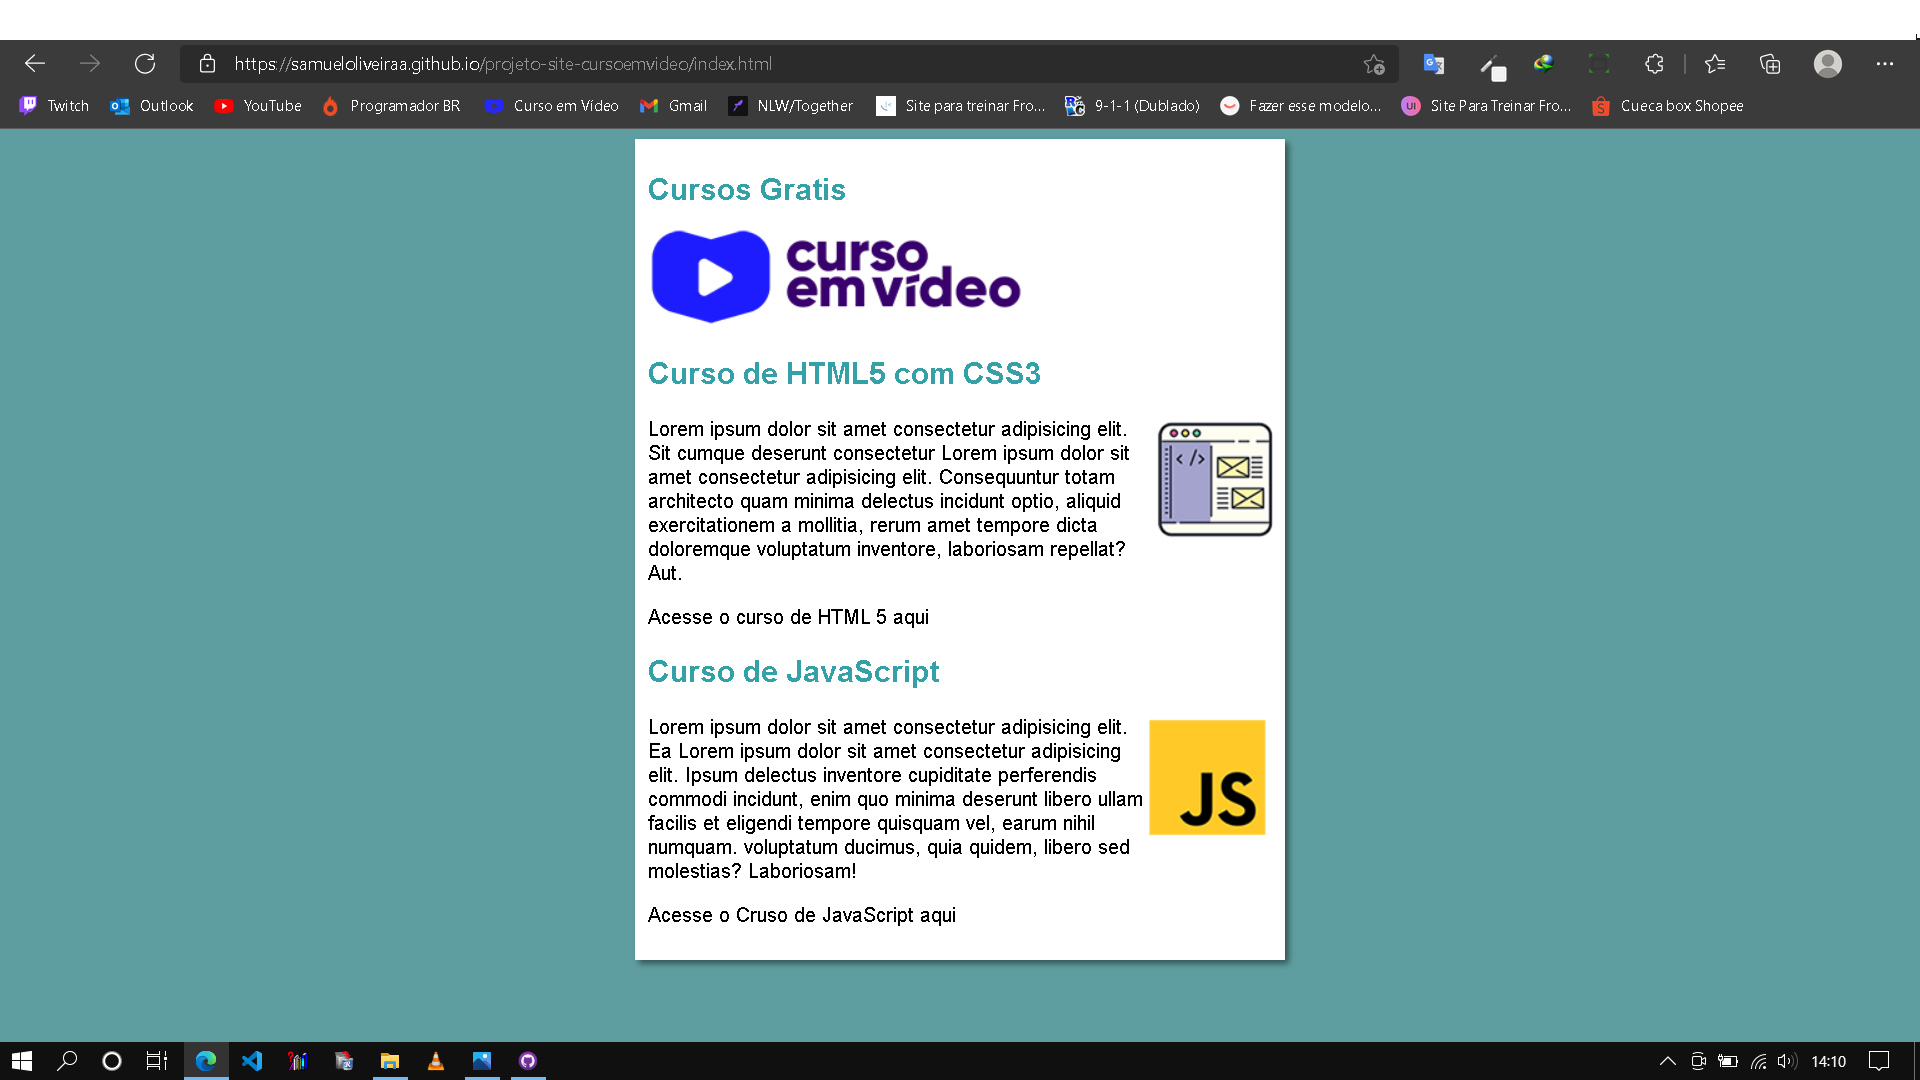 https://samueloliveiraa.github.io/projeto-site-cursoemvideo/index.html
Twitch Outlook YouTube Programador BR Curso em Vídeo Gmail NLW/Together Site para treinar Fro... 9-1-1 (Dublado) Fazer esse modelo... Site Para Treinar Fro... Cueca box Shopee
Cursos Gratis
curso
em vídeo
Curso de HTML5 com CSS3
Lorem ipsum dolor sit amet consectetur adipisicing elit.
Sit cumque deserunt consectetur Lorem ipsum dolor sit
amet consectetur adipisicing elit. Consequuntur totam
architecto quam minima delectus incidunt optio, aliquid
exercitationem a mollitia, rerum amet tempore dicta
doloremque voluptatum inventore, laboriosam repellat?
Aut.
</>
Acesse o curso de HTML 5 aqui
Curso de JavaScript
Lorem ipsum dolor sit amet consectetur adipisicing elit.
Ea Lorem ipsum dolor sit amet consectetur adipisicing
elit. Ipsum delectus inventore cupiditate perferendis
commodi incidunt, enim quo minima deserunt libero ullam
facilis et eligendi tempore quisquam vel, earum nihil
numquam. voluptatum ducimus, quia quidem, libero sed
molestias? Laboriosam!
JS
Acesse o Cruso de JavaScript aqui
14:10